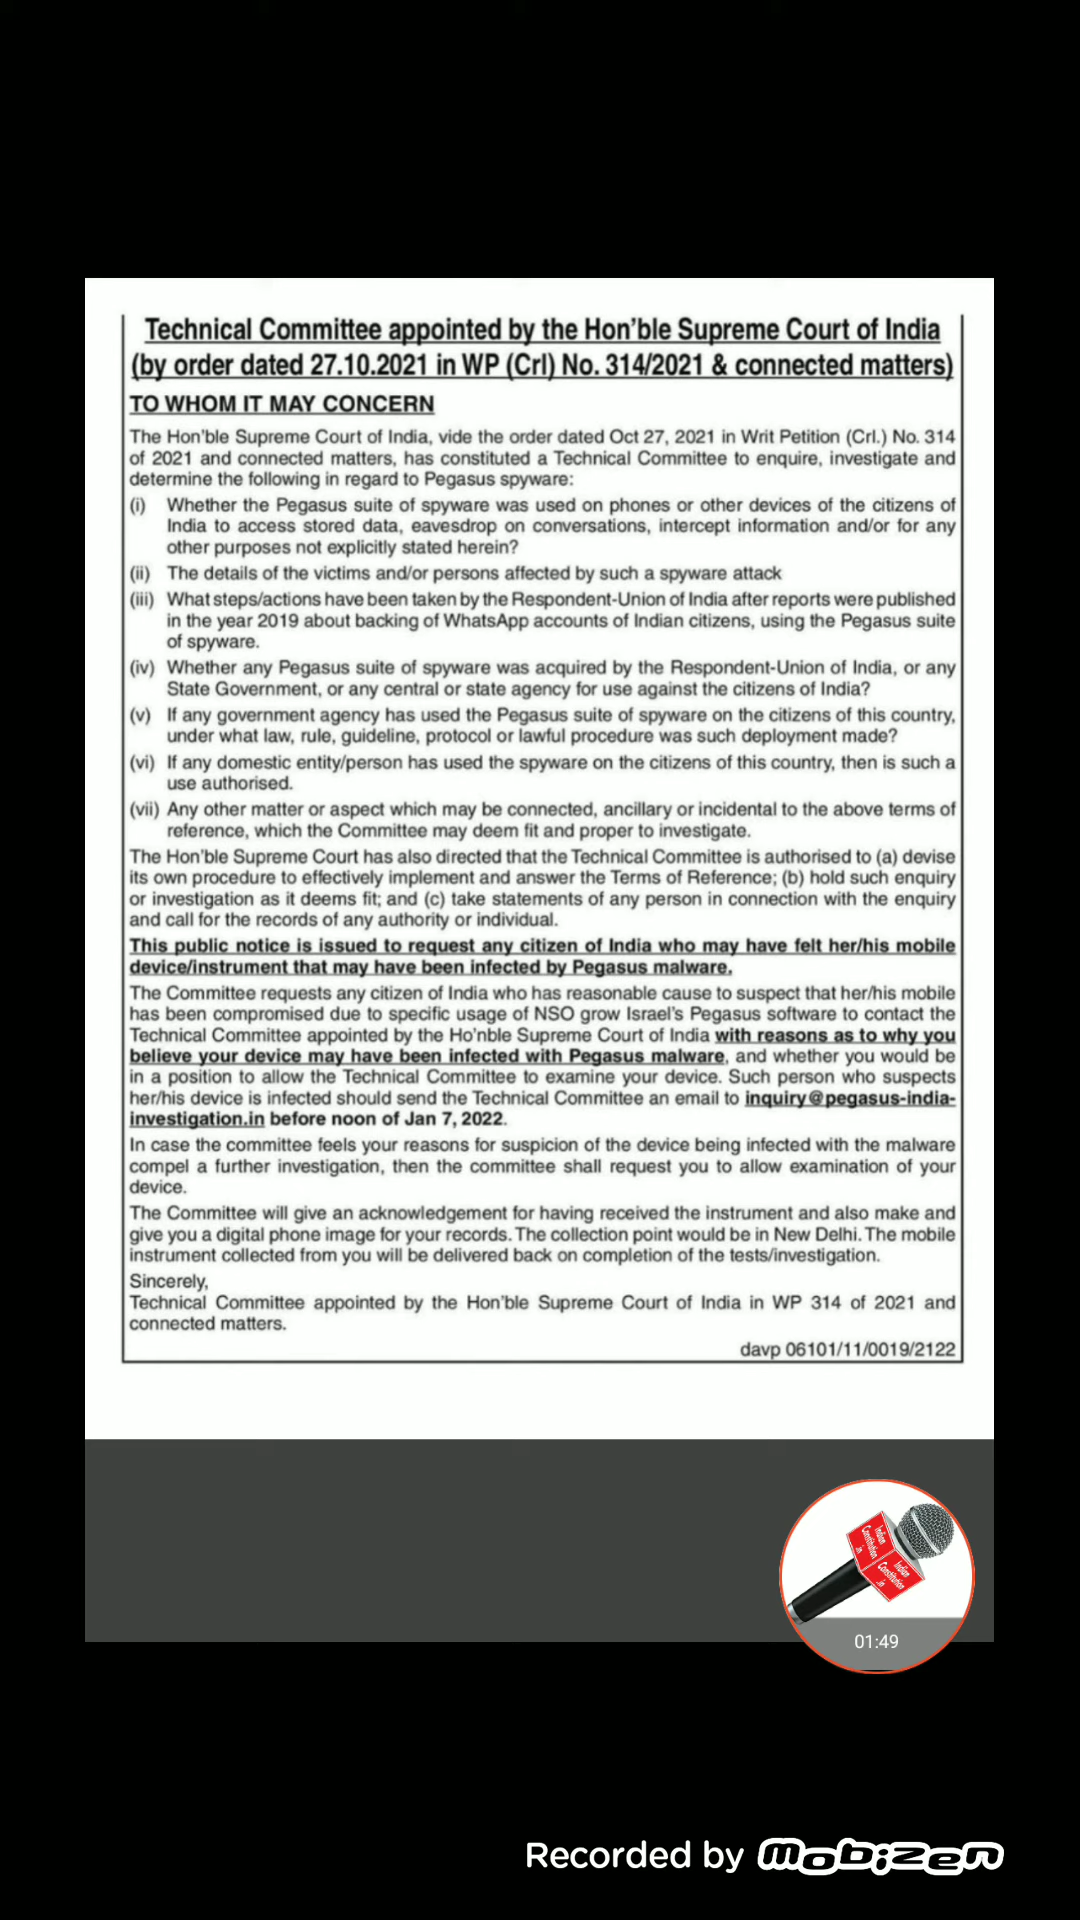 Technical Committee appointed by the Hon'ble Supreme Court of India
(by order dated 27.10.2021 in WP (Crl) No. 314/2021 & connected matters)
TO WHOM IT MAY CONCERN
The Hon'ble Supreme Court of India, vide the order dated Oct 27, 2021 in Writ Petition (Crl.) No. 314
of 2021 and connected matters, has constituted a Technical Committee to enquire, investigate and
determine the following in regard to Pegasus spyware:
(i) Whether the Pegasus suite of spyware was used on phones or other devices of the citizens of
India to access stored data, eavesdrop on conversations, intercept information and/or for any
other purposes not explicitly stated herein?
(ii) The details of the victims and/or persons affected by such a spyware attack
(iii) What steps/actions have been taken by the Respondent-Union of India after reports were published
in the year 2019 about backing of WhatsApp accounts of Indian citizens, using the Pegasus suite
of spyware.
(iv) Whether any Pegasus suite of spyware was acquired by the Respondent-Union of India, or any
State Government, or any central or state agency for use against the citizens of India?
(v) If any government agency has used the Pegasus suite of spyware on the citizens of this country,
under what law, rule, guideline, protocol or lawful procedure was such deployment made?
(vi) If any domestic entity/person has used the spyware on the citizens of this country, then is such a
use authorised.
(vii) Any other matter or aspect which may be connected, ancillary or incidental to the above terms of
reference, which the Committee may deem fit and proper to investigate.
The Hon'ble Supreme Court has also directed that the Technical Committee is authorised to (a) devise
its own procedure to effectively implement and answer the Terms of Reference; (b) hold such enquiry
or investigation as it deems fit; and (c) take statements of any person in connection with the enquiry
and call for the records of any authority or individual.
This public notice is issued to request any citizen of India who may have felt her/his mobile
device/instrument that may have been infected by Pegasus malware.
The Committee requests any citizen of India who has reasonable cause to suspect that her/his mobile
has been compromised due to specific usage of NSO grow Israel's Pegasus software to contact the
Technical Committee appointed by the Ho'nble Supreme Court of India with reasons as to why you
believe your device may have been infected with Pegasus malware, and whether you would be
in a position to allow the Technical Committee to examine your device. Such person who suspects
her/his device is infected should send the Technical Committee an email to inquiry@pegasus-india-
investigation.in before noon of Jan 7, 2022.
In case the committee feels your reasons for suspicion of the device being infected with the malware
compel a further investigation, then the committee shall request you to allow examination of your
device.
The Committee will give an acknowledgement for having received the instrument and also make and
give you a digital phone image for your records. The collection point would be in New Delhi. The mobile
instrument collected from you will be delivered back on completion of the tests/investigation.
Sincerely,
Technical Committee appointed by the Hon'ble Supreme Court of India in WP 314 of 2021 and
connected matters.
davp 06101/11/0019/2122
Indian
Constitution
.in
Indian
Constitution
.in
01:49
Recorded by mobizen